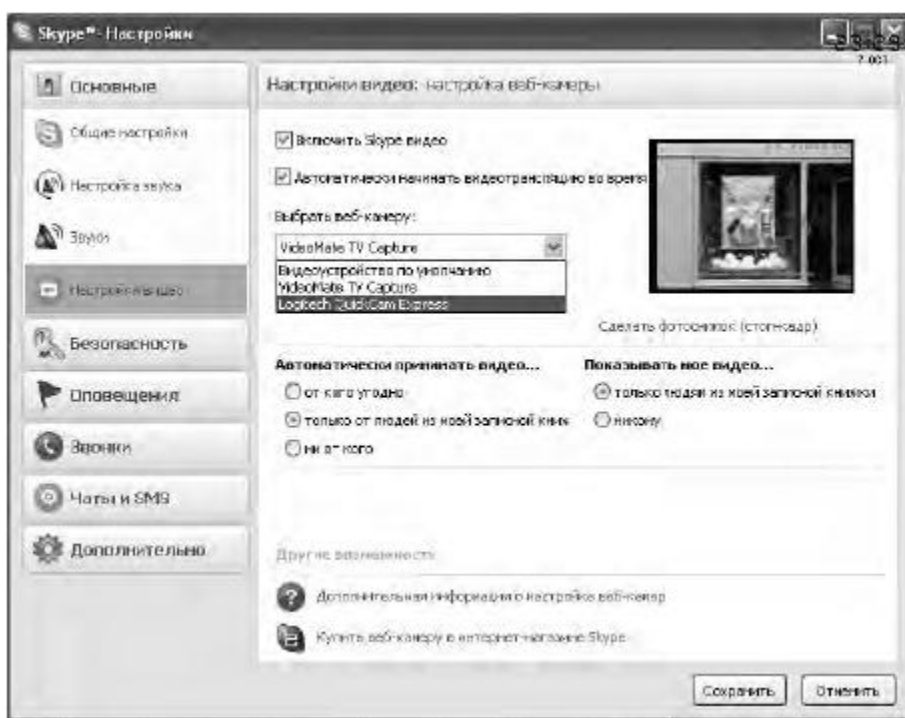 Skype™ - Настройки
23:29
Основные
Общие настройки
Настройка звука
Звуки
Настройки видео
Безопасность
Оповещения
Звонки
Чаты и SMS
Дополнительно
Настройки видео: настройка веб-камеры
Включить Skype видео
Автоматически начинать видеотрансляцию во время
Выбрать веб-камеру:
VideoMate TV Capture
Видеоустройство по умолчанию
VideoMate TV Capture
Logitech QuickCam Express
Сделать фотоснимок (стоп-кадр)
Автоматически принимать видео...
от кого угодно
только от людей из моей записной книж
ни от кого
Показывать мое видео...
только людям из моей записной книжки
никому
Другие возможности
Дополнительная информация о настройке веб-камер
Купить веб-камеру в интернет-магазине Skype
Сохранить
Отменить